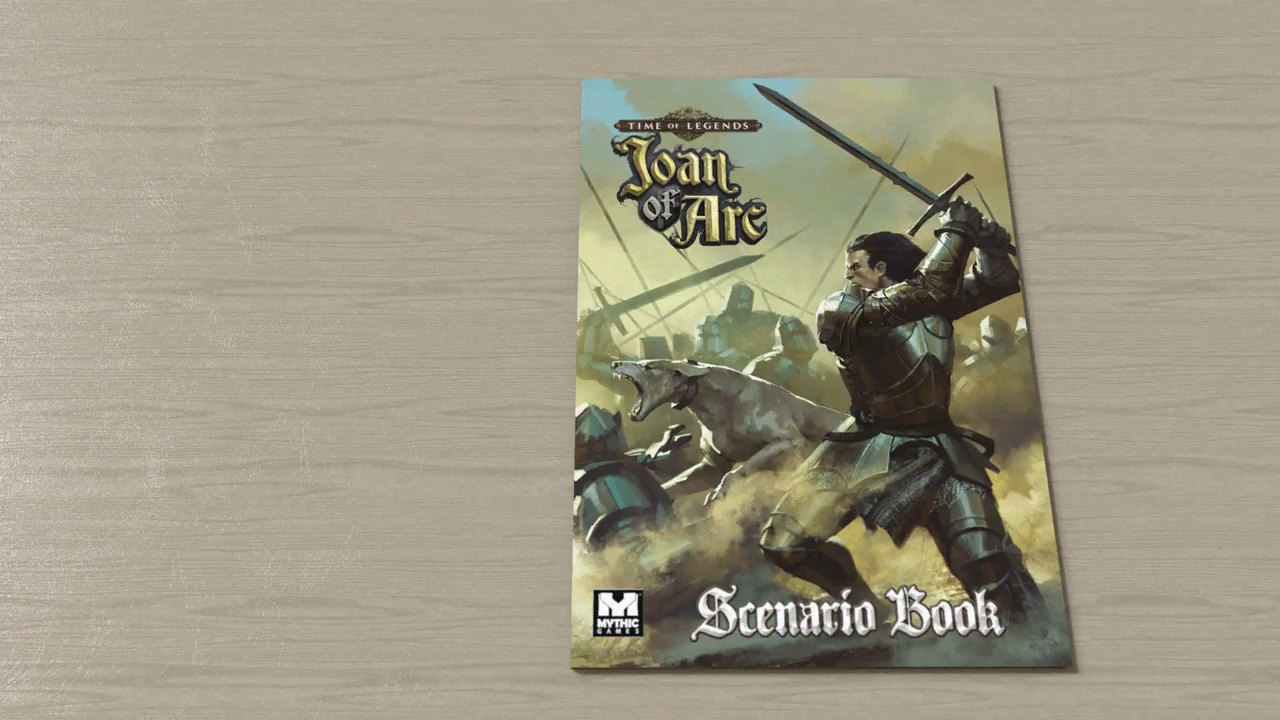 TIME OF LEGENDS
Joan
of Arc
MYTHIC
GAMES
Scenario Book